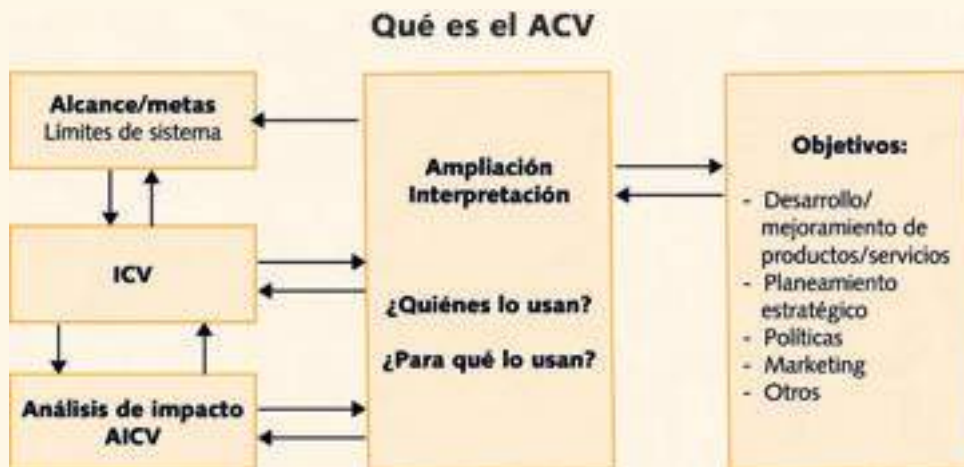 Qué es el ACV
Alcance/metas
Límites de sistema
ICV
Análisis de impacto
AICV
Ampliación
Interpretación
¿Quiénes lo usan?
¿Para qué lo usan?
Objetivos:
- Desarrollo/
mejoramiento de
productos/servicios
- Planeamiento
estratégico
- Políticas
- Marketing
- Otros